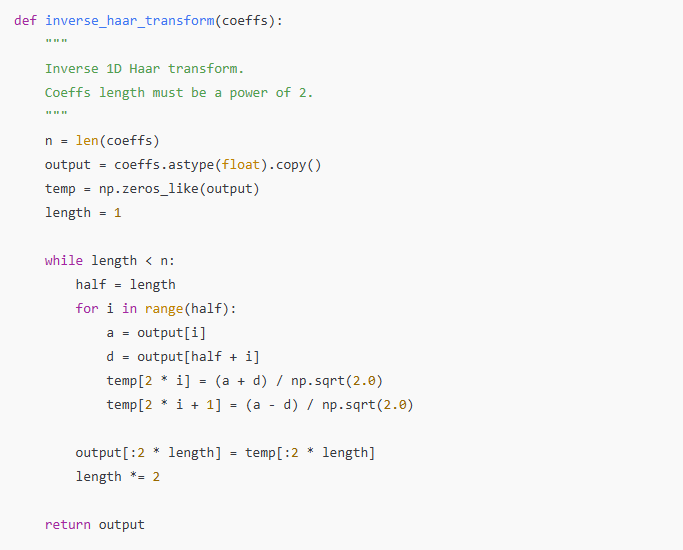 def inverse_haar_transform(coeffs):
    """
    Inverse 1D Haar transform.
    Coeffs length must be a power of 2.
    """
    n = len(coeffs)
    output = coeffs.astype(float).copy()
    temp = np.zeros_like(output)
    length = 1

    while length < n:
        half = length
        for i in range(half):
            a = output[i]
            d = output[half + i]
            temp[2 * i] = (a + d) / np.sqrt(2.0)
            temp[2 * i + 1] = (a - d) / np.sqrt(2.0)

        output[:2 * length] = temp[:2 * length]
        length *= 2

    return output